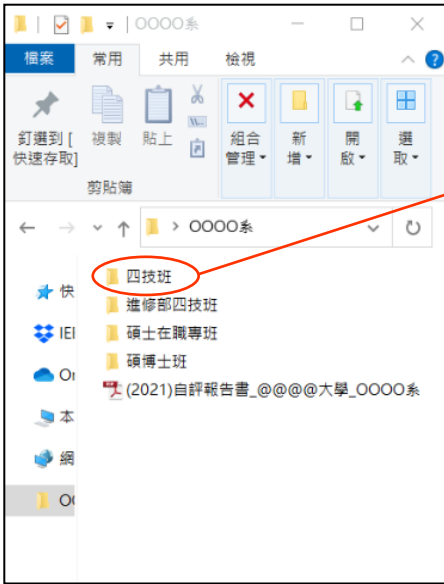 OOOO系
檔案 常用 共用 檢視
釘選到 [
快速存取]
複製 貼上
組合
管理
新
增
開
啟
選
取
剪貼簿
OOOO系
四技班
進修部四技班
碩士在職專班
碩博士班
(2021)自評報告書_@@@@大學_OOOO系
快
IEI
本
網